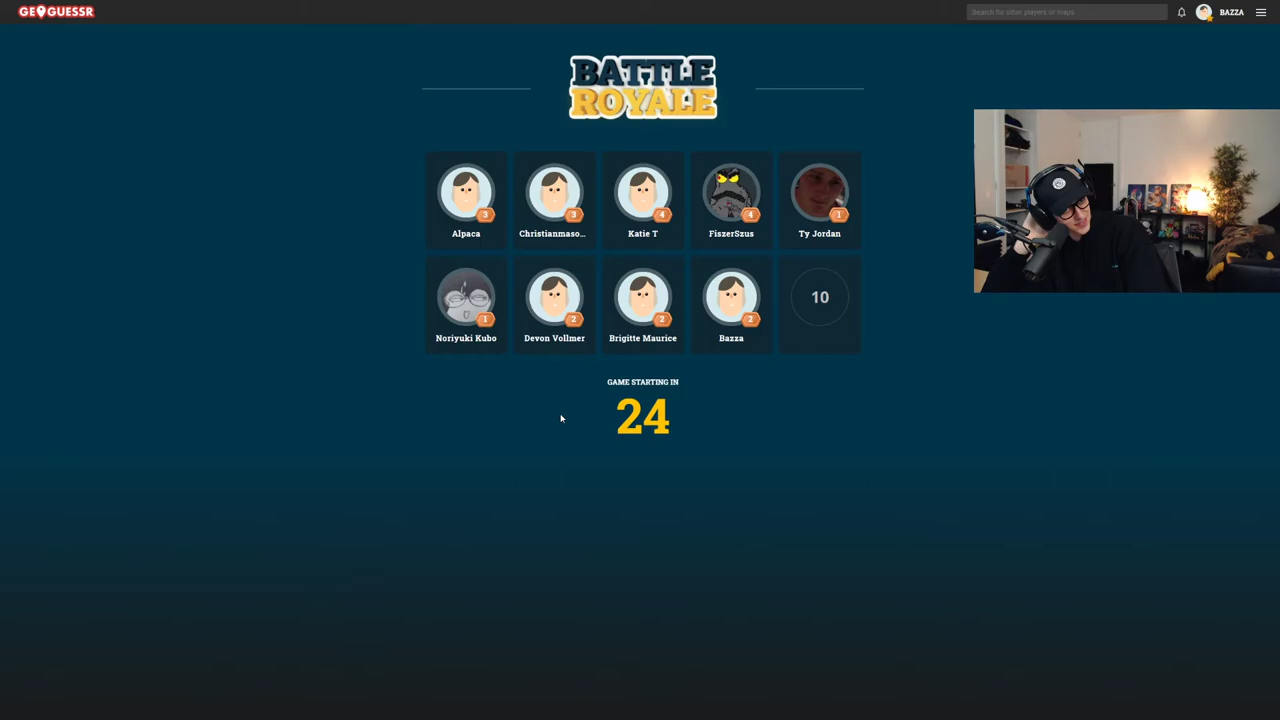 GEOGUESSR
Search for other players or maps
BAZZA
BATTLE
ROYALE
3
3
4
4
1
Alpaca
Christianmaso...
Katie T
FiszerSzus
Ty Jordan
10
1
2
2
2
Noriyuki Kubo
Devon Vollmer
Brigitte Maurice
Bazza
GAME STARTING IN
24